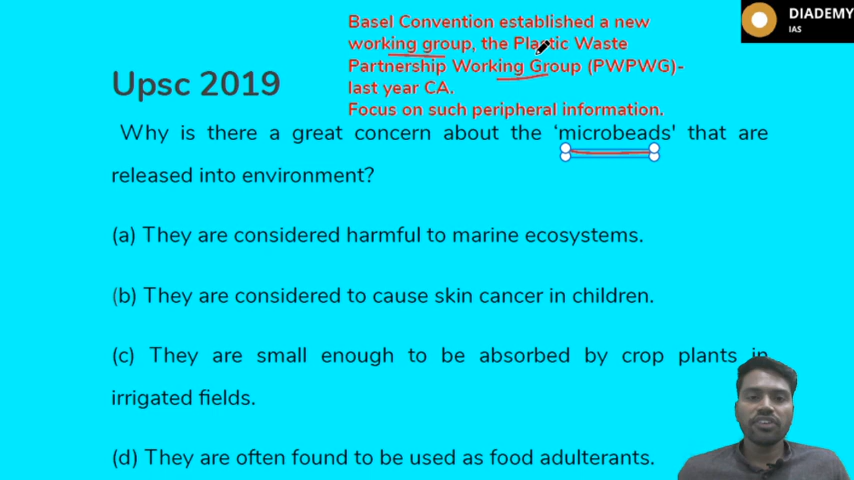 Basel Convention established a new
working group, the Plastic Waste
Partnership Working Group (PWPWG)-
last year CA.
Focus on such peripheral information.
DIADEMY
IAS
Upsc 2019
Why is there a great concern about the ‘microbeads' that are
released into environment?
(a) They are considered harmful to marine ecosystems.
(b) They are considered to cause skin cancer in children.
(c) They are small enough to be absorbed by crop plants in
irrigated fields.
(d) They are often found to be used as food adulterants.